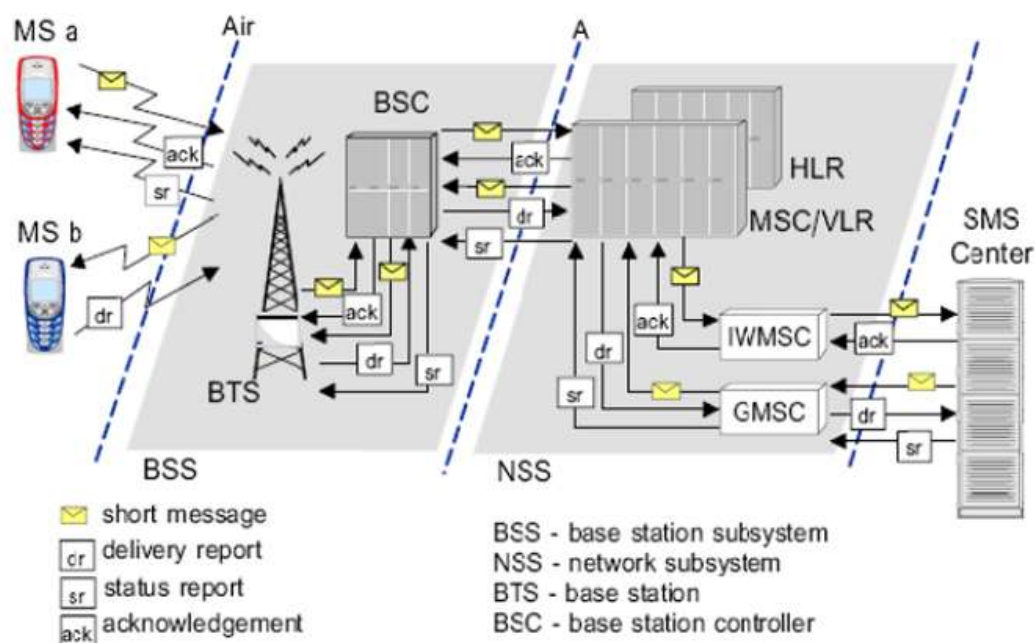 MS a
Air
A
BSC
HLR
MSC/VLR
SMS
Center
ack
sr
MS b
dr
ack
dr
sr
ack
dr
sr
BTS
ack
dr
sr
IWMSC
GMSC
ack
dr
sr
BSS
NSS
short message
dr delivery report
sr status report
ack acknowledgement
BSS - base station subsystem
NSS - network subsystem
BTS - base station
BSC - base station controller